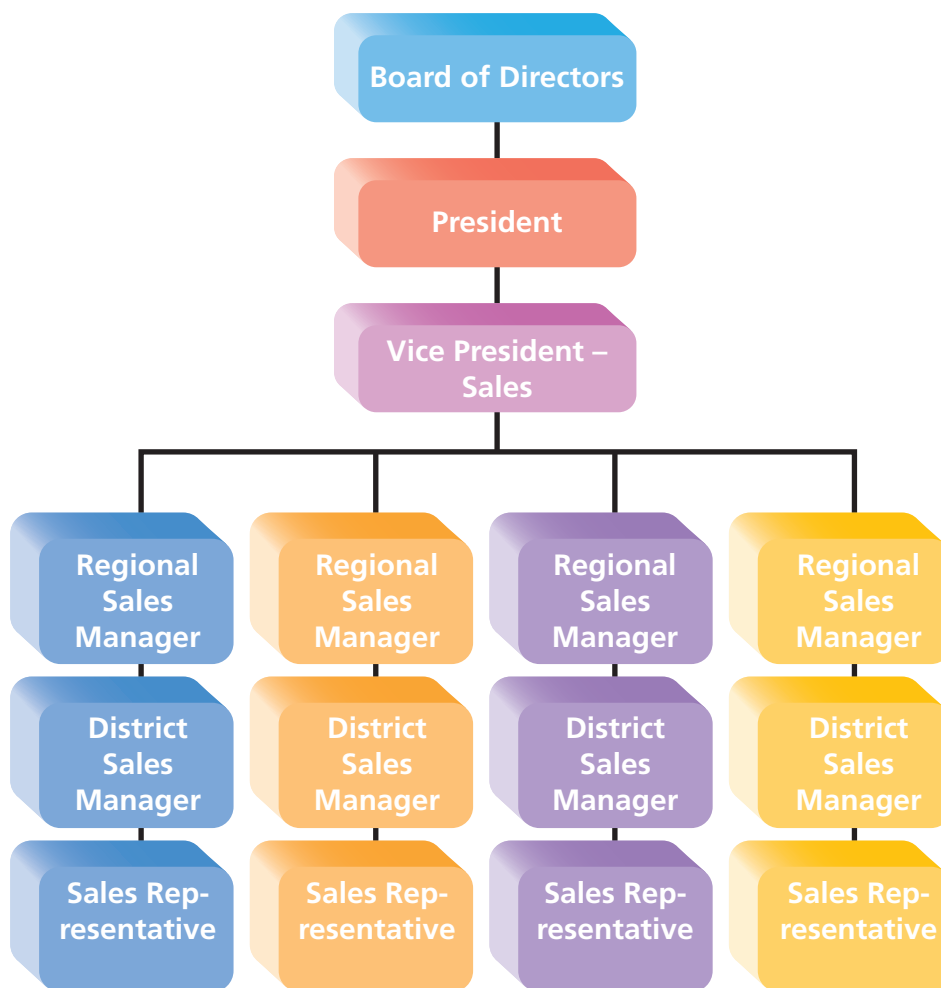 Board of Directors
President
Vice President –
Sales
Regional
Sales
Manager
Regional
Sales
Manager
Regional
Sales
Manager
Regional
Sales
Manager
District
Sales
Manager
District
Sales
Manager
District
Sales
Manager
District
Sales
Manager
Sales Rep-
resentative
Sales Rep-
resentative
Sales Rep-
resentative
Sales Rep-
resentative